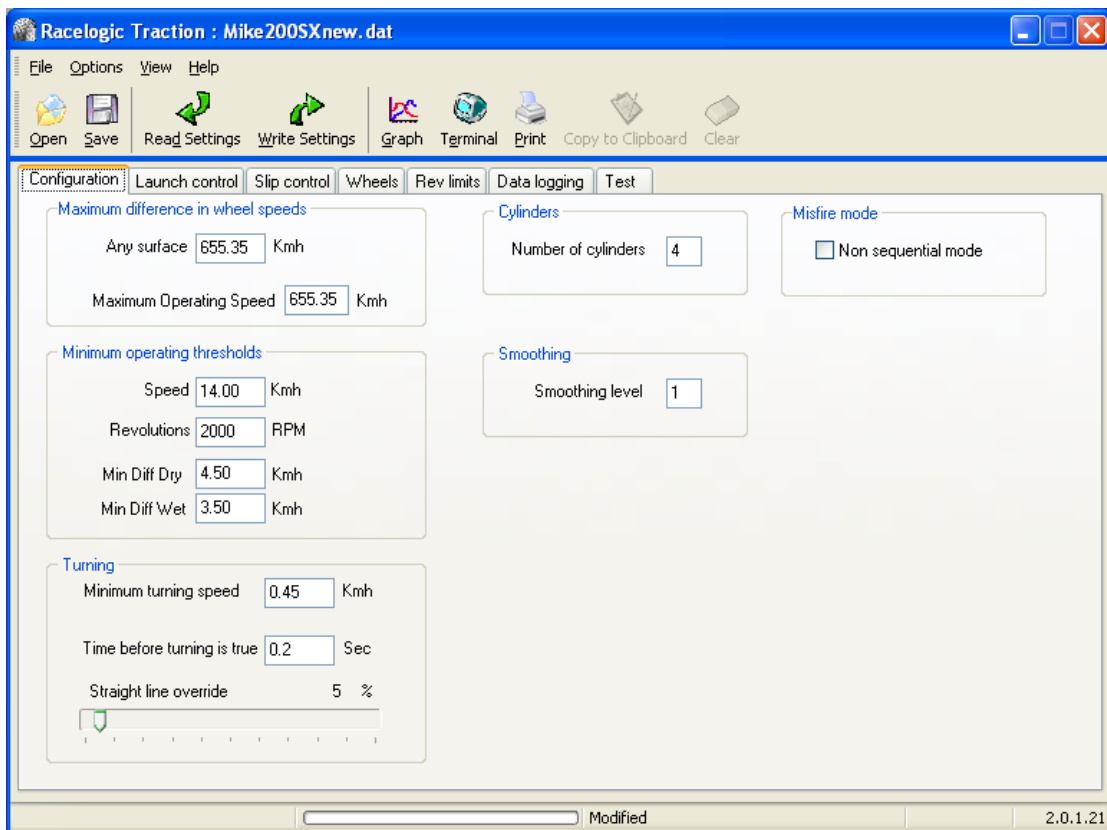 Racelogic Traction : Mike200SXnew.dat
File Options View Help
Open Save Read Settings Write Settings Graph Terminal Print Copy to Clipboard Clear
Configuration Launch control Slip control Wheels Rev limits Data logging Test
Maximum difference in wheel speeds
Any surface 655.35 Kmh
Maximum Operating Speed 655.35 Kmh
Cylinders
Number of cylinders 4
Misfire mode
Non sequential mode
Minimum operating thresholds
Speed 14.00 Kmh
Revolutions 2000 RPM
Min Diff Dry 4.50 Kmh
Min Diff Wet 3.50 Kmh
Smoothing
Smoothing level 1
Turning
Minimum turning speed 0.45 Kmh
Time before turning is true 0.2 Sec
Straight line override 5 %
Modified 2.0.1.21